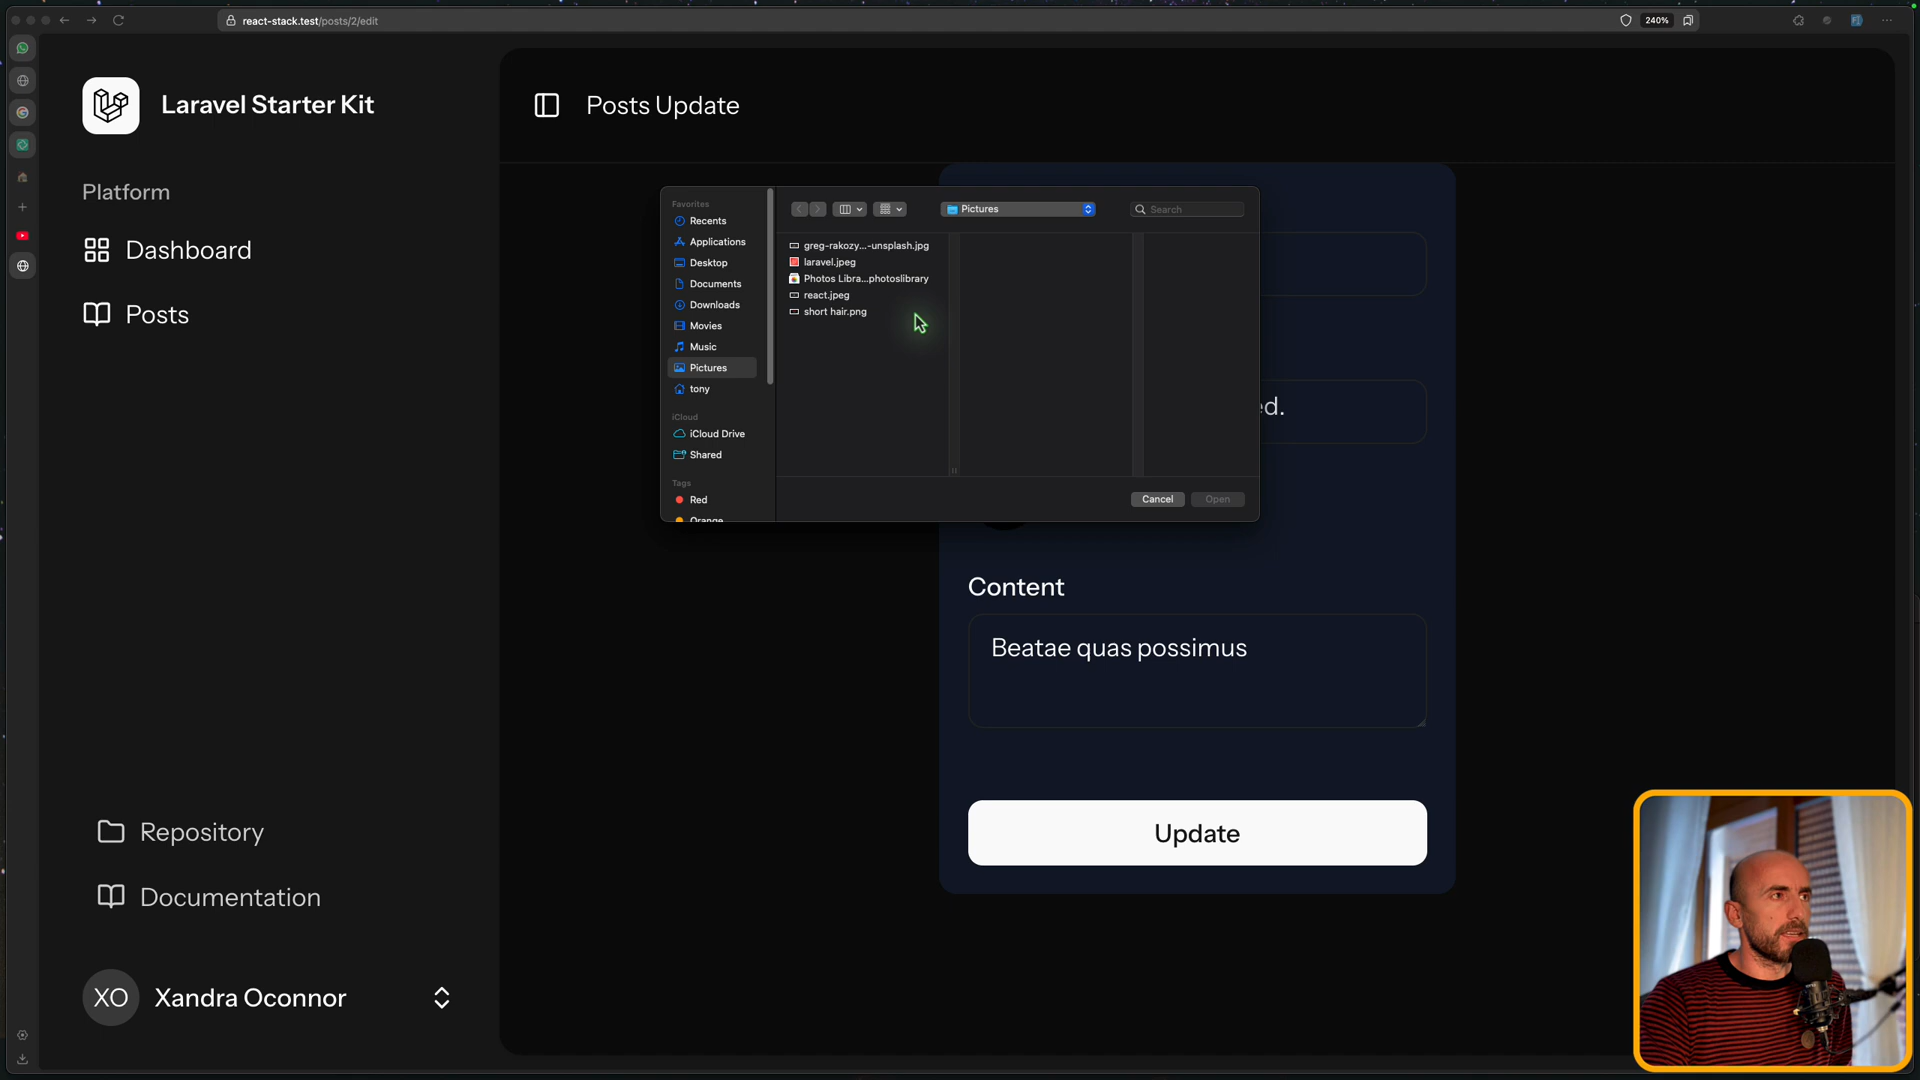 react-stack.test/posts/2/edit
240%
Laravel Starter Kit
Platform
Dashboard
Posts
Repository
Documentation
XO
Xandra Oconnor
Posts Update
Favorites
Recents
Applications
Desktop
Documents
Downloads
Movies
Music
Pictures
tony
iCloud
iCloud Drive
Shared
Tags
Red
Orange
Pictures
Search
greg-rakozy...-unsplash.jpg
laravel.jpeg
Photos Libra...photoslibrary
react.jpeg
short hair.png
Cancel
Open
ed.
Content
Beatae quas possimus
Update